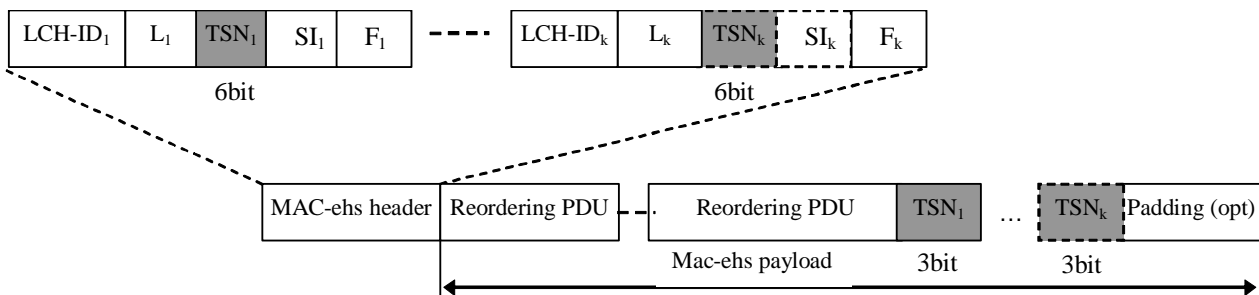 LCH-ID₁ L₁ TSN₁ SI₁ F₁ LCH-IDₖ Lₖ TSNₖ SIₖ Fₖ
6bit 6bit
MAC-ehs header Reordering PDU Reordering PDU TSN₁ ... TSNₖ Padding (opt)
Mac-ehs payload 3bit 3bit